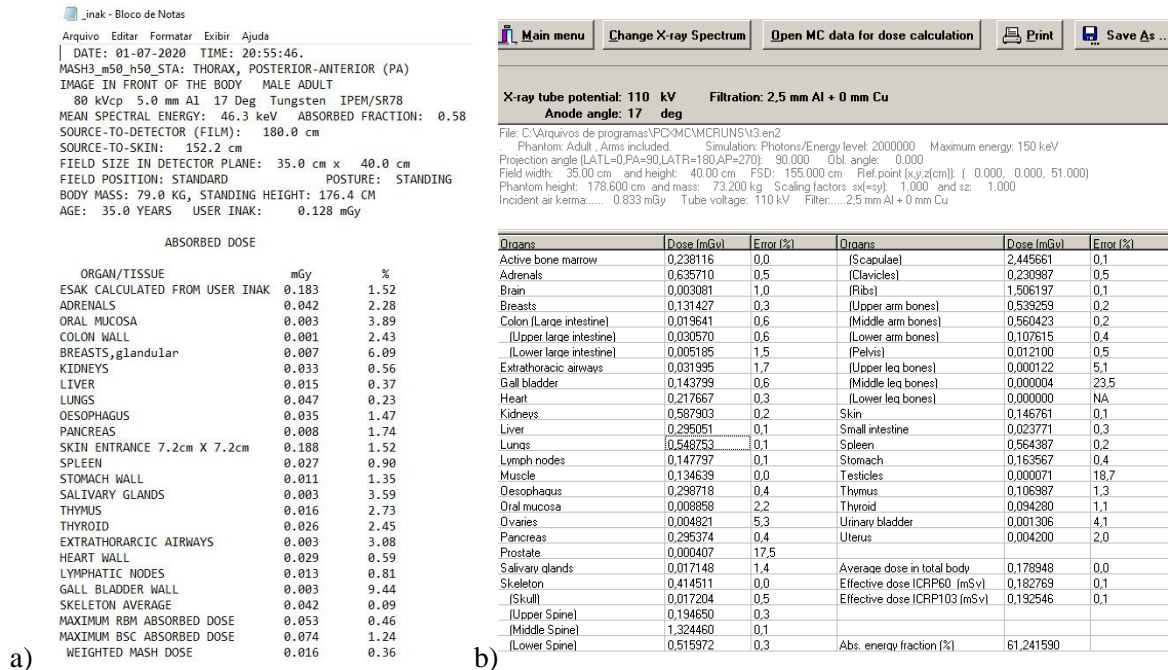 _inak - Bloco de Notas
Arquivo Editar Formatar Exibir Ajuda
DATE: 01-07-2020 TIME: 20:55:46.
MASH3_m50_h50_STA: THORAX, POSTERIOR-ANTERIOR (PA)
IMAGE IN FRONT OF THE BODY MALE ADULT
80 kVcp 5.0 mm Al 17 Deg Tungsten IPEM/SR78
MEAN SPECTRAL ENERGY: 46.3 keV ABSORBED FRACTION: 0.58
SOURCE-TO-DETECTOR (FILM): 180.0 cm
SOURCE-TO-SKIN: 152.2 cm
FIELD SIZE IN DETECTOR PLANE: 35.0 cm x 40.0 cm
FIELD POSITION: STANDARD POSTURE: STANDING
BODY MASS: 79.0 KG, STANDING HEIGHT: 176.4 CM
AGE: 35.0 YEARS USER INAK: 0.128 mGy
ABSORBED DOSE
ORGAN/TISSUE mGy %
ESAK CALCULATED FROM USER INAK 0.183 1.52
ADRENALS 0.042 2.28
ORAL MUCOSA 0.003 3.89
COLON WALL 0.001 2.43
BREASTS,glandular 0.007 6.09
KIDNEYS 0.033 0.56
LIVER 0.015 0.37
LUNGS 0.047 0.23
OESOPHAGUS 0.035 1.47
PANCREAS 0.008 1.74
SKIN ENTRANCE 7.2cm X 7.2cm 0.188 1.52
SPLEEN 0.027 0.90
STOMACH WALL 0.011 1.35
SALIVARY GLANDS 0.003 3.59
THYMUS 0.016 2.73
THYROID 0.026 2.45
EXTRATHORARCIC AIRWAYS 0.003 3.08
HEART WALL 0.029 0.59
LYMPHATIC NODES 0.013 0.81
GALL BLADDER WALL 0.003 9.44
SKELETON AVERAGE 0.042 0.09
MAXIMUM RBM ABSORBED DOSE 0.053 0.46
MAXIMUM BSC ABSORBED DOSE 0.074 1.24
WEIGHTED MASH DOSE 0.016 0.36
a)
Main menu Change X-ray Spectrum Open MC data for dose calculation Print Save As ...
X-ray tube potential: 110 kV Filtration: 2,5 mm Al + 0 mm Cu
Anode angle: 17 deg
File: C:\Arquivos de programas\PCXMC\MCRUNS\t3.en2
. Phantom: Adult , Arms included. Simulation: Photons/Energy level: 2000000 Maximum energy: 150 keV
Projection angle (LATL=0,PA=90,LATR=180,AP=270): 90.000 Obl. angle: 0.000
Field width: 35.00 cm and height: 40.00 cm FSD: 155.000 cm Ref.point (x,y,z(cm)): ( 0.000, 0.000, 51.000)
Phantom height: 178.600 cm and mass: 73.200 kg Scaling factors sx(=sy): 1.000 and sz: 1.000
Incident air kerma:..... 0.833 mGy Tube voltage: 110 kV Filter:.....2,5 mm Al + 0 mm Cu
Organs Dose (mGy) Error (%) Organs Dose (mGy) Error (%)
Active bone marrow 0,238116 0,0 (Scapulae) 2,445661 0,1
Adrenals 0,635710 0,5 (Clavicles) 0,230987 0,5
Brain 0,003081 1,0 (Ribs) 1,506197 0,1
Breasts 0,131427 0,3 (Upper arm bones) 0,539259 0,2
Colon (Large intestine) 0,019641 0,6 (Middle arm bones) 0,560423 0,2
(Upper large intestine) 0,030570 0,6 (Lower arm bones) 0,107615 0,4
(Lower large intestine) 0,005185 1,5 (Pelvis) 0,012100 0,5
Extrathoracic airways 0,031995 1,7 (Upper leg bones) 0,000122 5,1
Gall bladder 0,143799 0,6 (Middle leg bones) 0,000004 23,5
Heart 0,217667 0,3 (Lower leg bones) 0,000000 NA
Kidneys 0,587903 0,2 Skin 0,146761 0,1
Liver 0,295051 0,1 Small intestine 0,023771 0,3
Lungs 0,548753 0,1 Spleen 0,564387 0,2
Lymph nodes 0,147797 0,1 Stomach 0,163567 0,4
Muscle 0,134639 0,0 Testicles 0,000071 18,7
Oesophagus 0,298718 0,4 Thymus 0,106987 1,3
Oral mucosa 0,008858 2,2 Thyroid 0,094280 1,1
Ovaries 0,004821 5,3 Urinary bladder 0,001306 4,1
Pancreas 0,295374 0,4 Uterus 0,004200 2,0
Prostate 0,000407 17,5
Salivary glands 0,017148 1,4 Average dose in total body 0,178948 0,0
Skeleton 0,414511 0,0 Effective dose ICRP60 (mSv) 0,182769 0,1
(Skull) 0,017204 0,5 Effective dose ICRP103 (mSv) 0,192546 0,1
(Upper Spine) 0,194650 0,3
(Middle Spine) 1,324460 0,1
(Lower Spine) 0,515972 0,3 Abs. energy fraction (%) 61,241590
b)